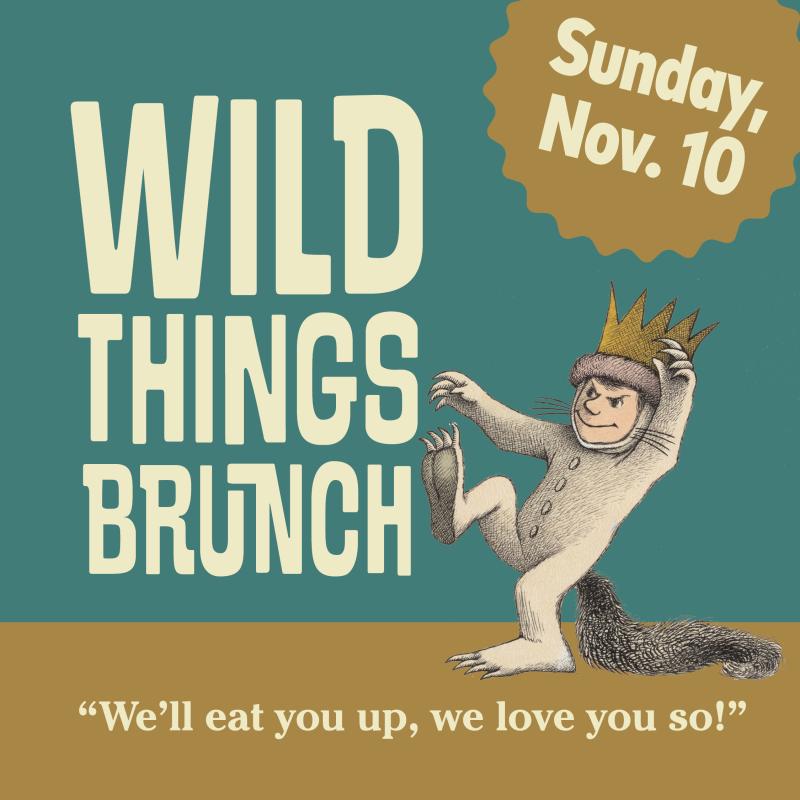 Sunday,
Nov. 10
WILD
THINGS
BRUNCH
“We’ll eat you up, we love you so!”